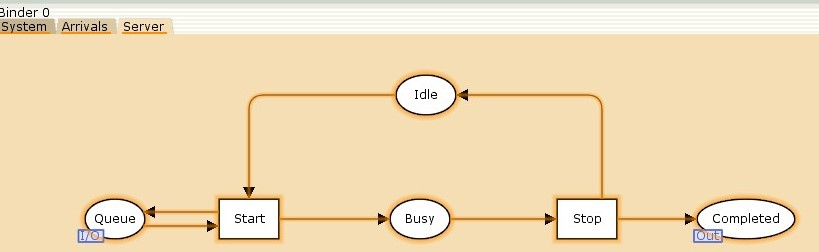 Binder 0
System Arrivals Server
Idle
Queue Start Busy Stop Completed
I/O Out